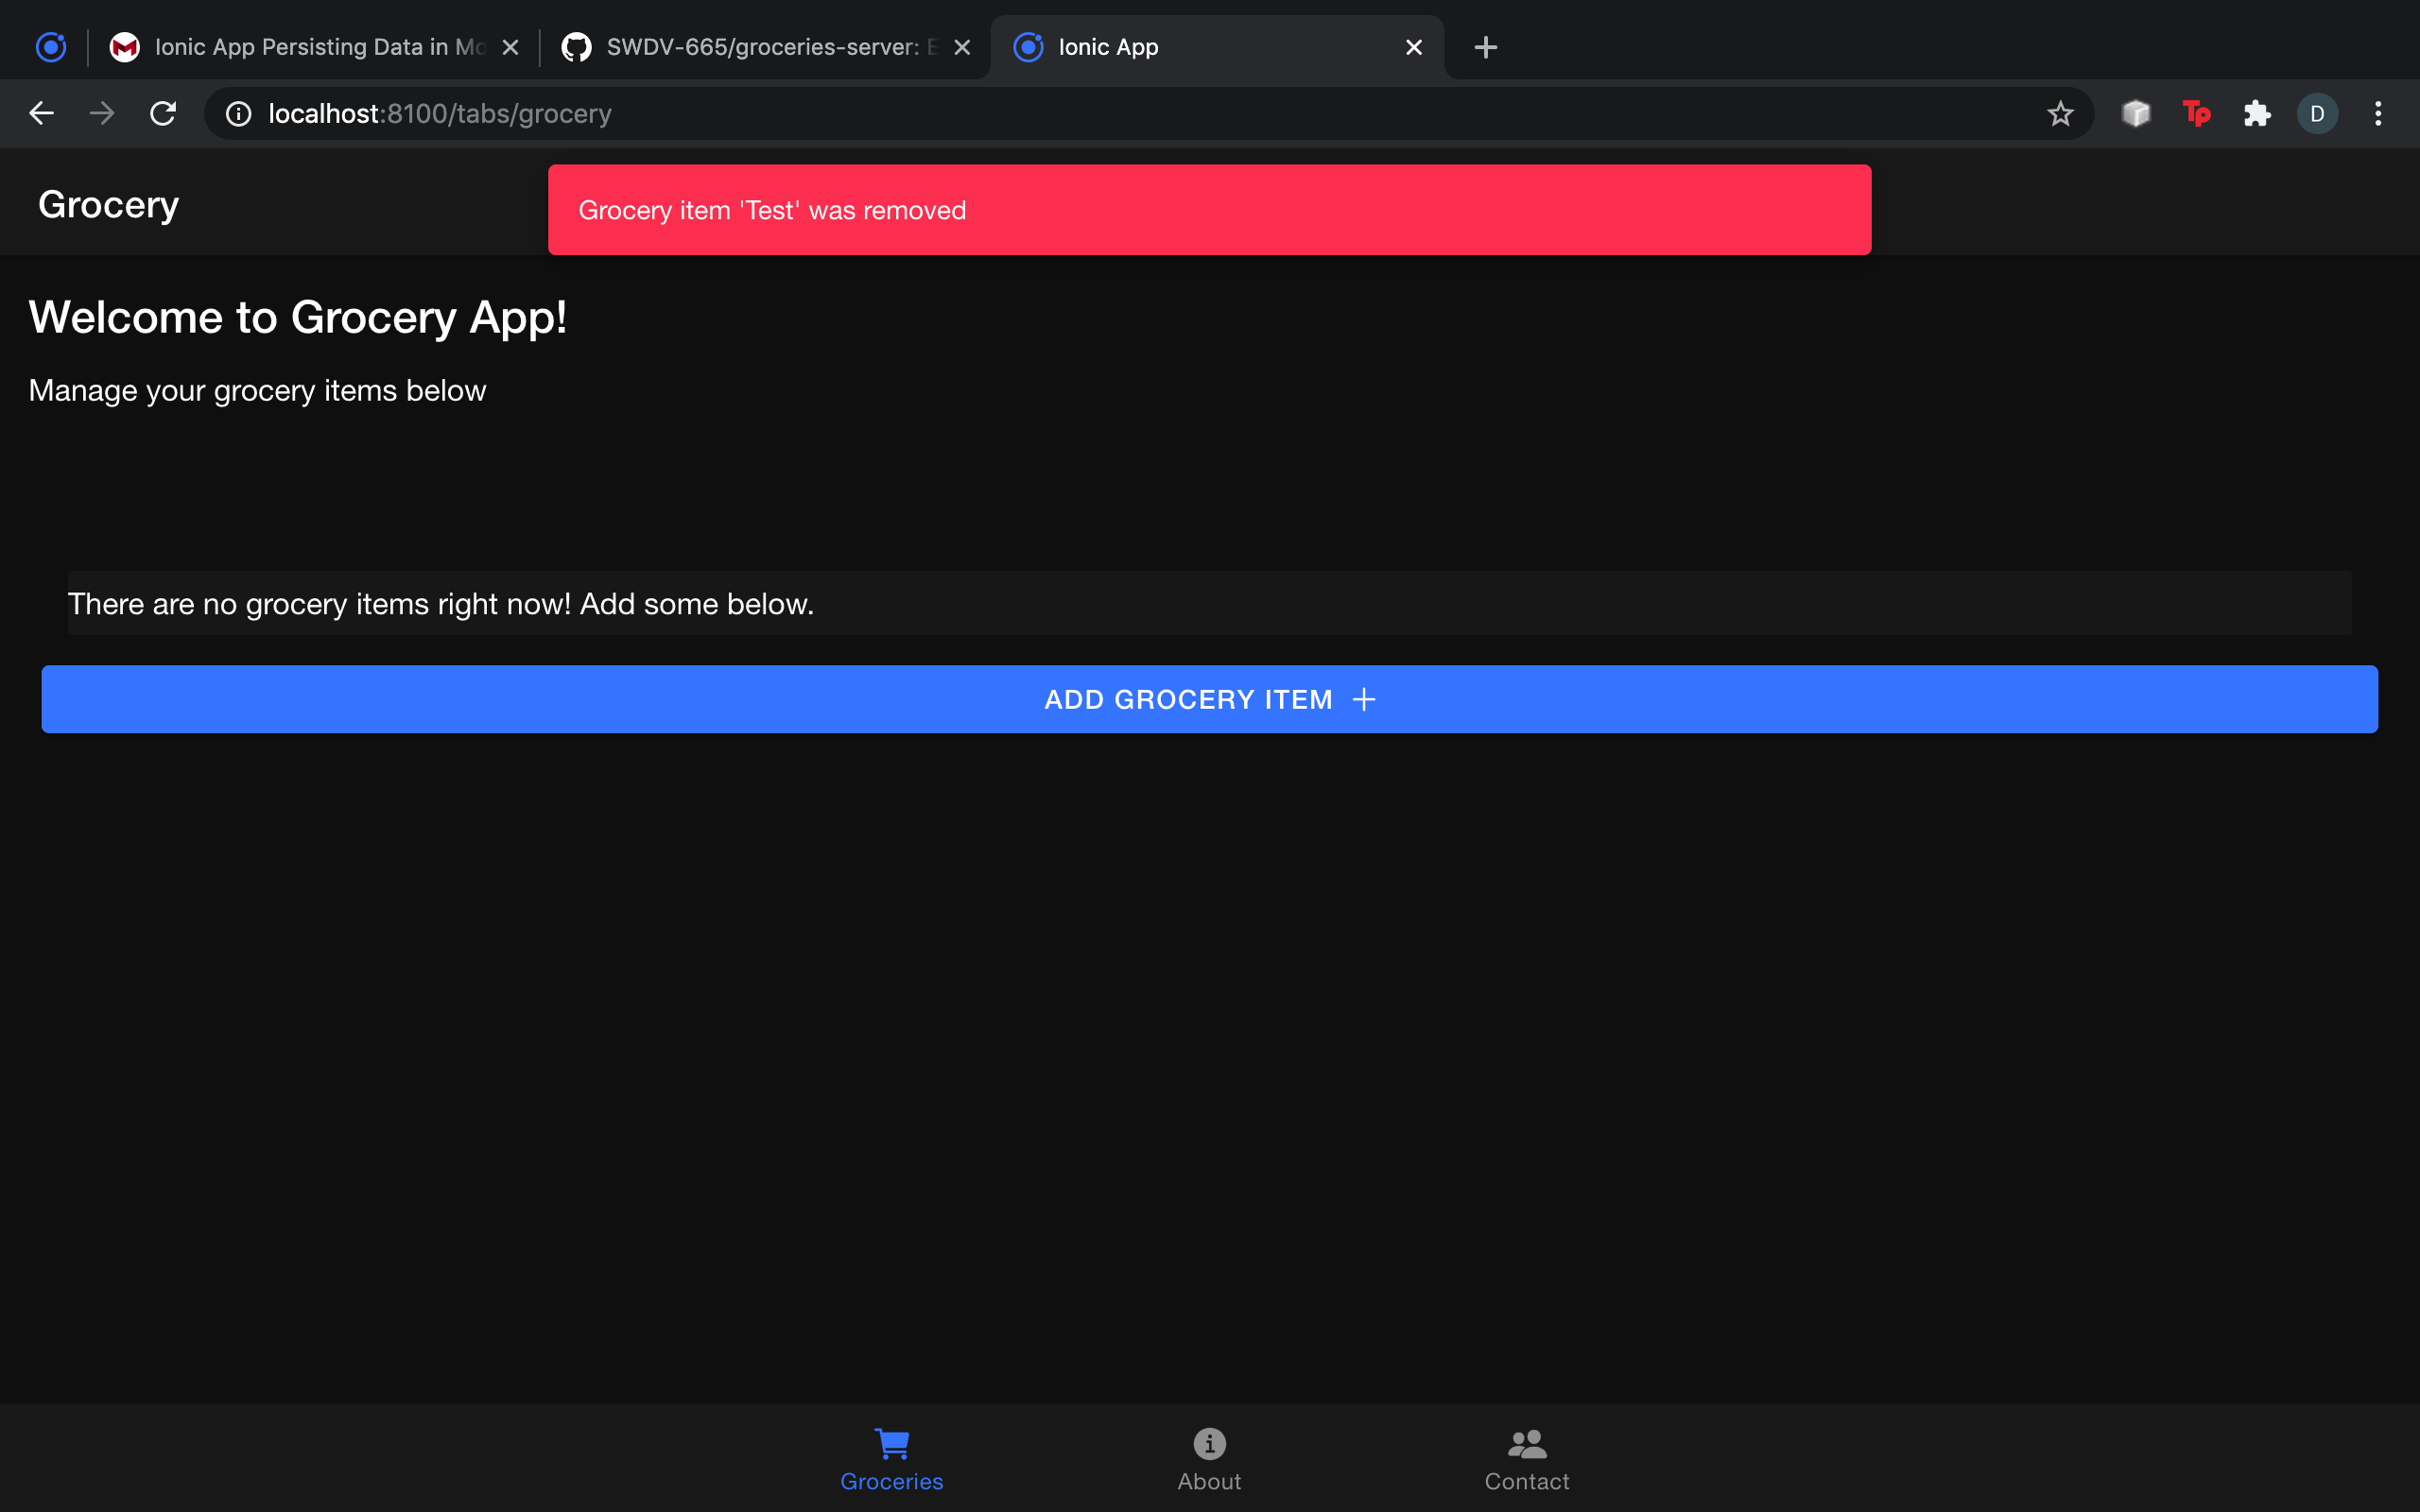 Ionic App Persisting Data in Mo
SWDV-665/groceries-server: E
Ionic App
localhost:8100/tabs/grocery
Tp
D
Grocery
Grocery item 'Test' was removed
Welcome to Grocery App!
Manage your grocery items below
There are no grocery items right now! Add some below.
ADD GROCERY ITEM
Groceries
About
Contact